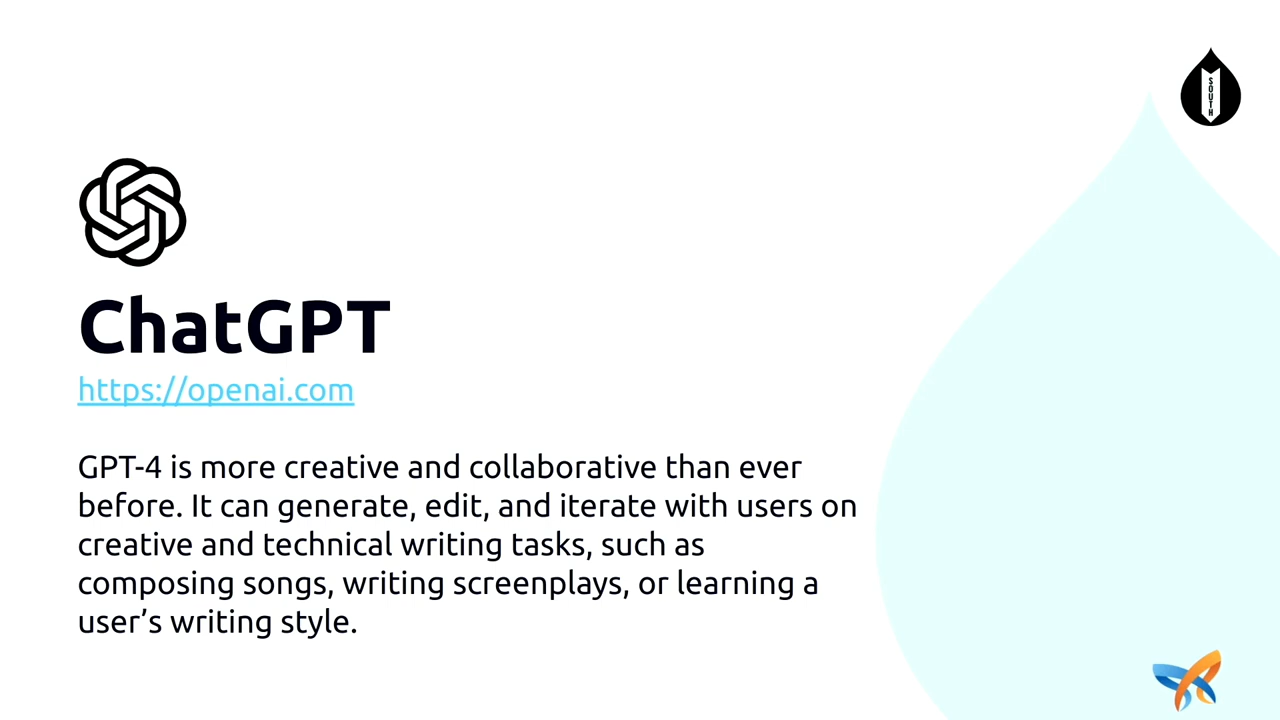 SOUTH
ChatGPT
https://openai.com
GPT-4 is more creative and collaborative than ever
before. It can generate, edit, and iterate with users on
creative and technical writing tasks, such as
composing songs, writing screenplays, or learning a
user’s writing style.